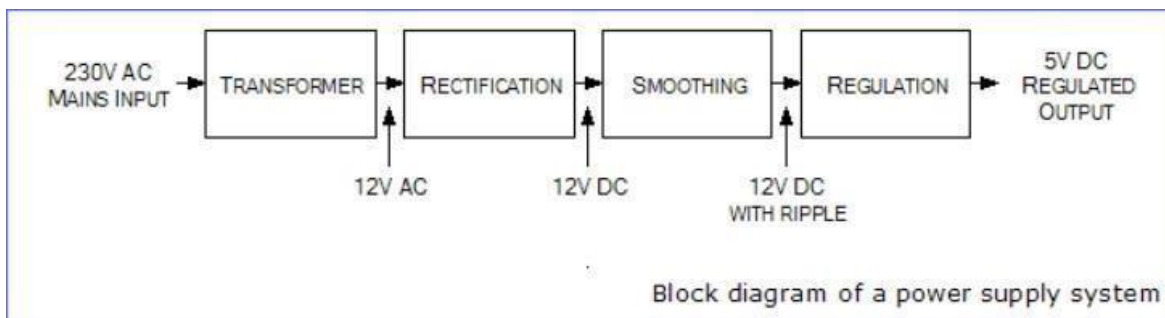 230V AC
MAINS INPUT
TRANSFORMER
RECTIFICATION
SMOOTHING
REGULATION
5V DC
REGULATED
OUTPUT
12V AC
12V DC
12V DC
WITH RIPPLE
Block diagram of a power supply system